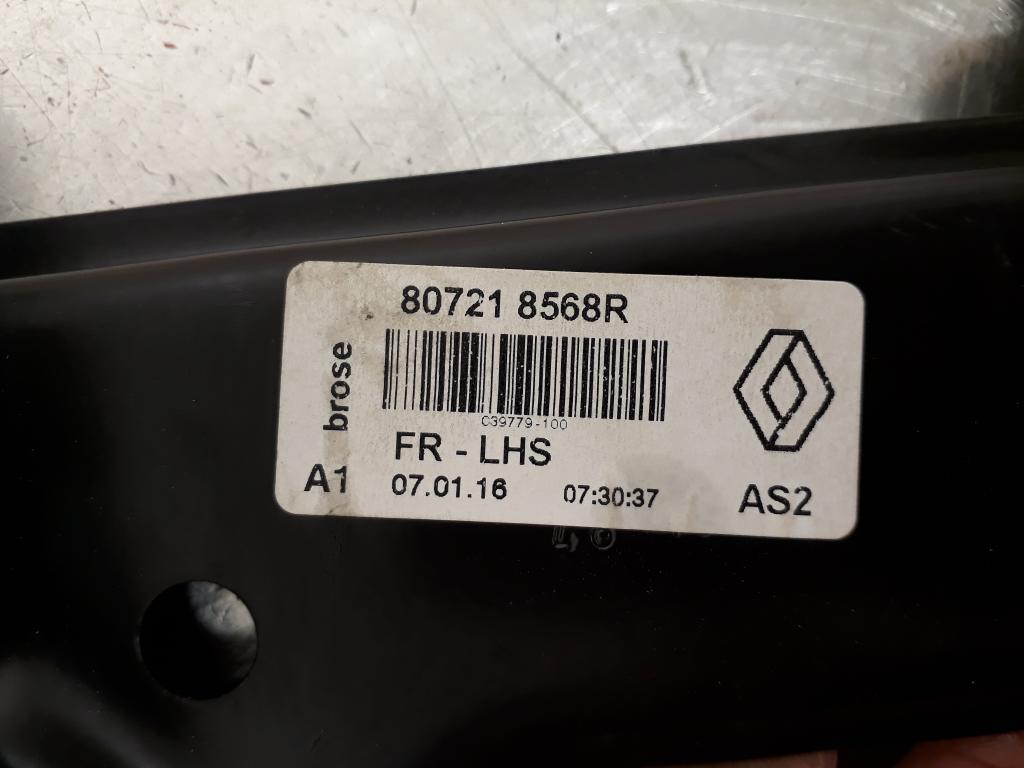 80721 8568R
brose
C39779-100
FR - LHS
A1
07.01.16 07:30:37
AS2